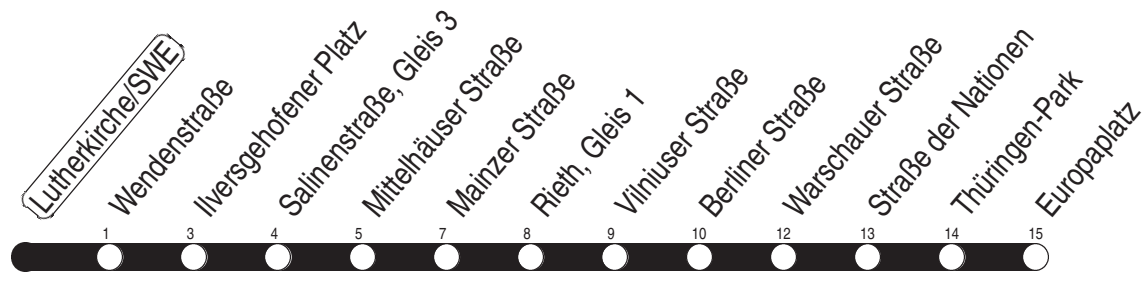 Lutherkirche/SWE
Wendenstraße
Ilversgehofener Platz
Salinenstraße, Gleis 3
Mittelhäuser Straße
Mainzer Straße
Rieth, Gleis 1
Vilniuser Straße
Berliner Straße
Warschauer Straße
Straße der Nationen
Thüringen-Park
Europaplatz
1 3 4 5 7 8 9 10 12 13 14 15